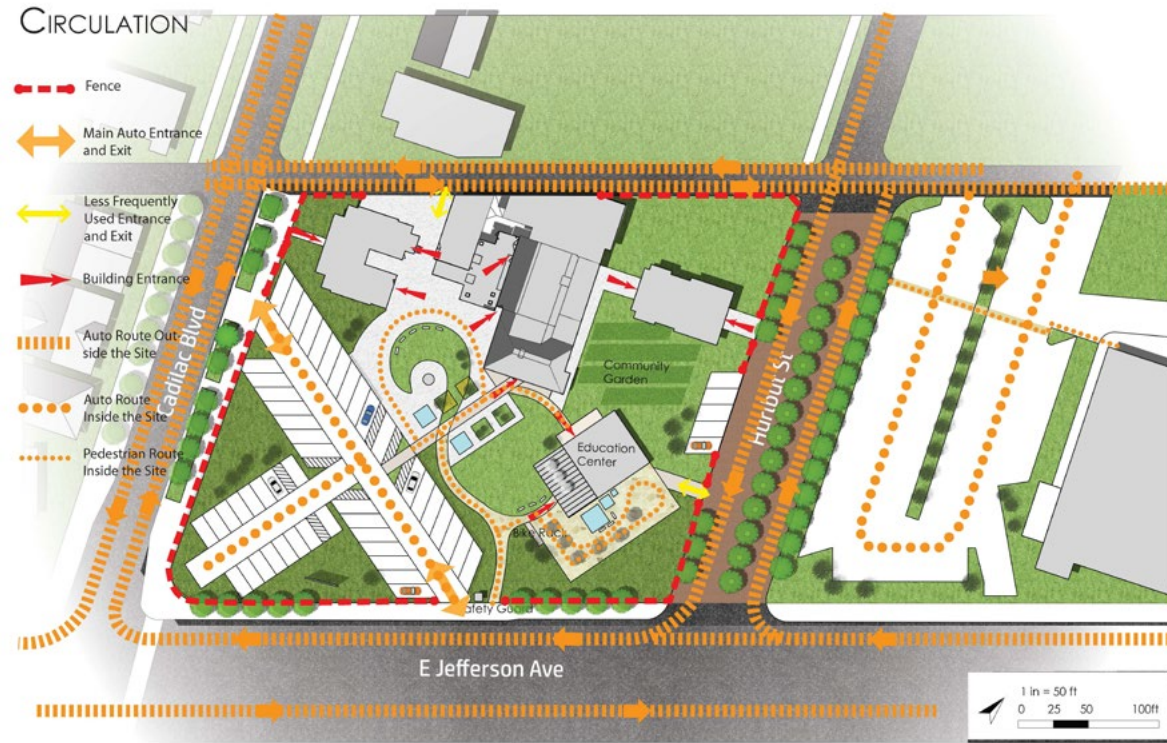 CIRCULATION
Fence
Main Auto Entrance
and Exit
Less Frequently
Used Entrance
and Exit
Building Entrance
Auto Route Out-
side the Site
Auto Route
Inside the Site
Pedestrian Route
Inside the Site
Cadilac Blvd
Community
Garden
Hurlbut St
Education
Center
Bike Rack
Safety Guard
E Jefferson Ave
1 in = 50 ft
0 25 50 100ft